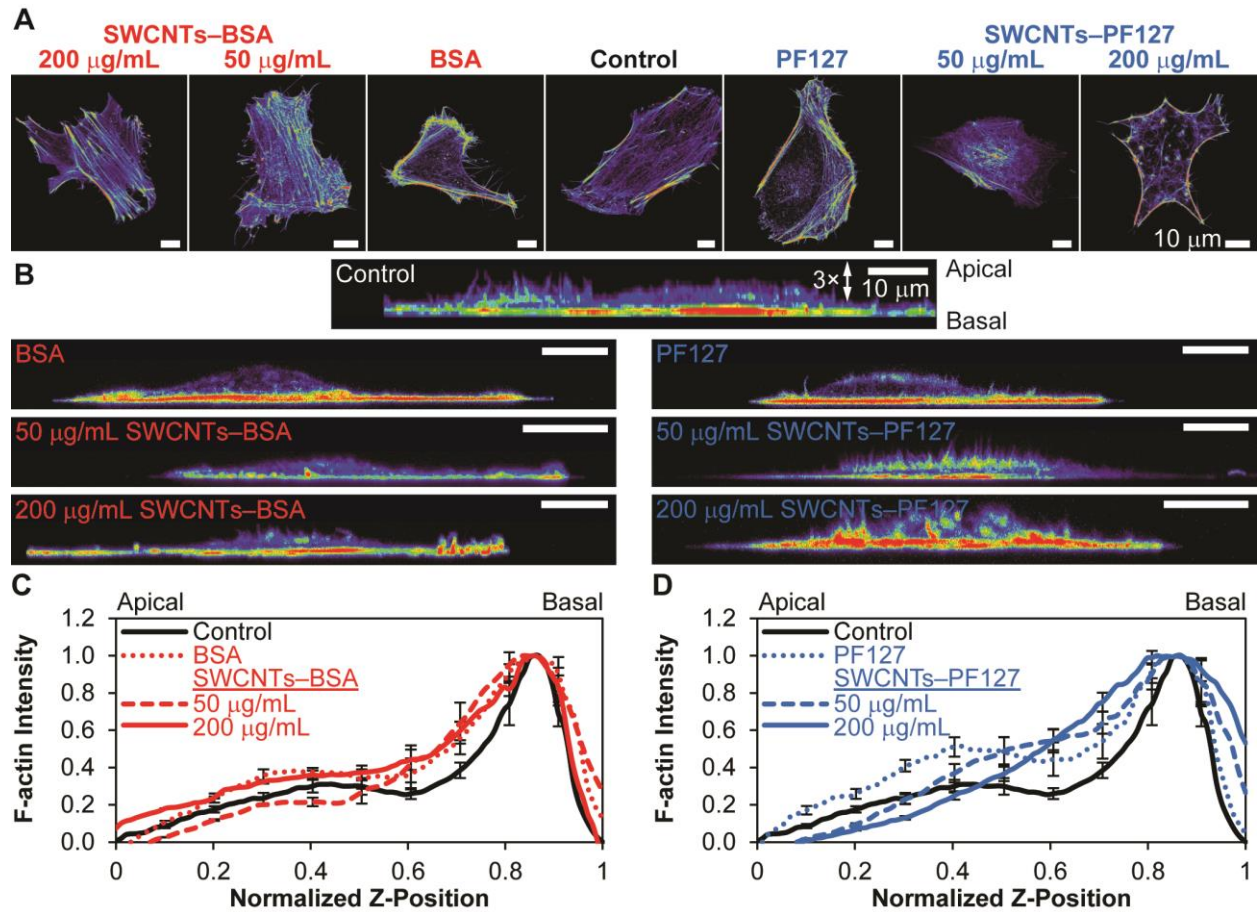 A
SWCNTs–BSA
200 μg/mL 50 μg/mL BSA Control PF127
SWCNTs–PF127
50 μg/mL 200 μg/mL
10 μm
B
Control
3×
10 μm
Apical
Basal
BSA
PF127
50 μg/mL SWCNTs–BSA
50 μg/mL SWCNTs–PF127
200 μg/mL SWCNTs–BSA
200 μg/mL SWCNTs–PF127
C
Apical
Basal
F-actin Intensity
1.2
1.0
0.8
0.6
0.4
0.2
0.0
Control
BSA
SWCNTs–BSA
50 μg/mL
200 μg/mL
0 0.2 0.4 0.6 0.8 1
Normalized Z-Position
D
Apical
Basal
F-actin Intensity
1.2
1.0
0.8
0.6
0.4
0.2
0.0
Control
PF127
SWCNTs–PF127
50 μg/mL
200 μg/mL
0 0.2 0.4 0.6 0.8 1
Normalized Z-Position